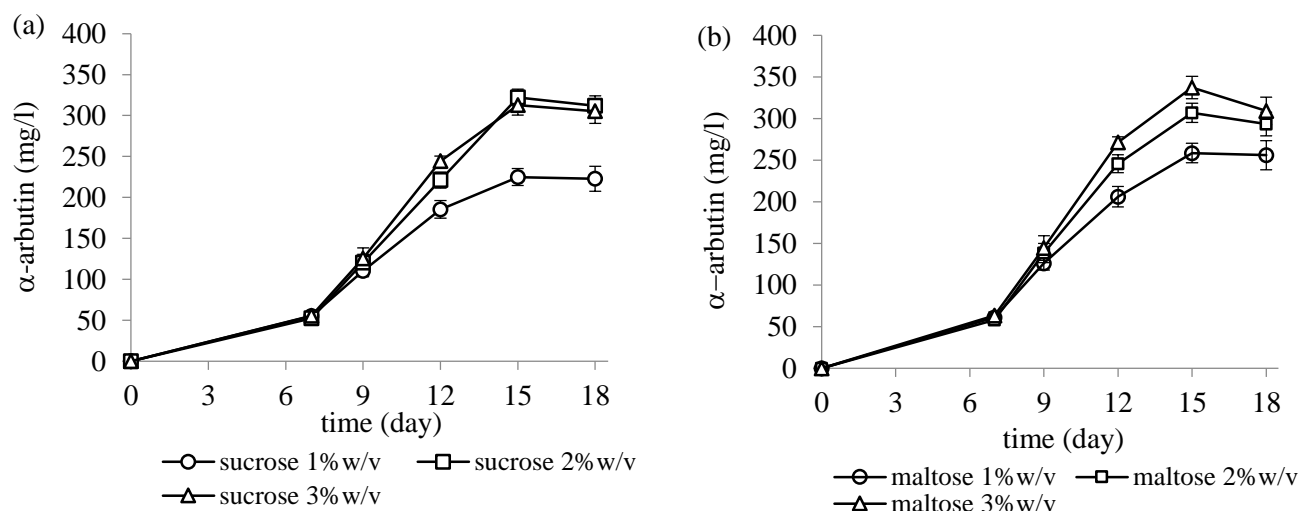 (a)
400
350
300
250
200
150
100
50
0
α-arbutin (mg/l)
0 3 6 9 12 15 18
time (day)
sucrose 1%w/v sucrose 2%w/v
sucrose 3%w/v
(b)
400
350
300
250
200
150
100
50
0
α−arbutin (mg/l)
0 3 6 9 12 15 18
time (day)
maltose 1%w/v maltose 2%w/v
maltose 3%w/v